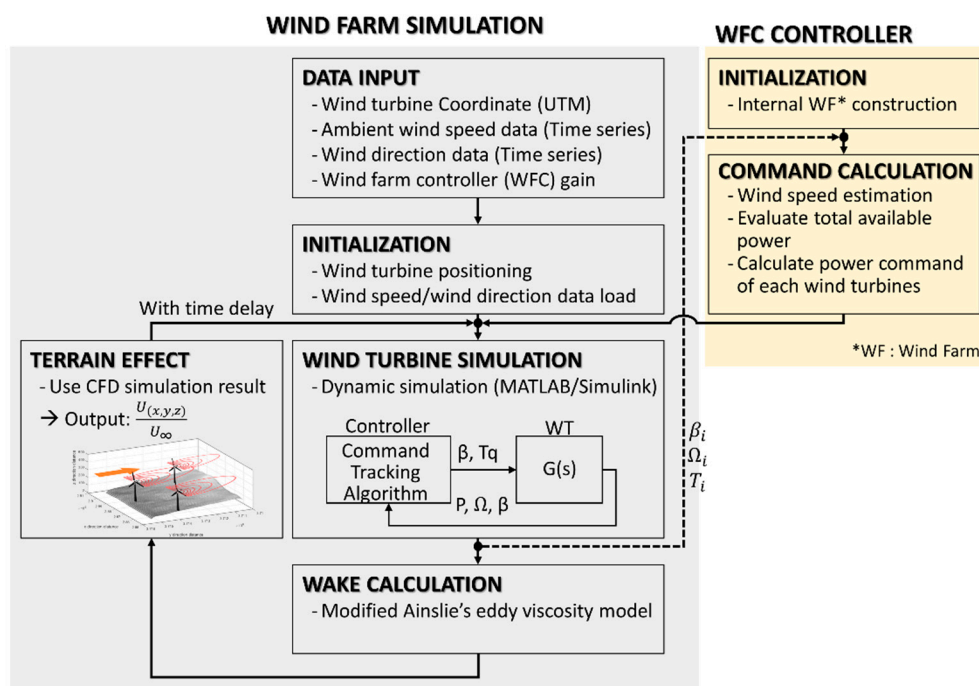 WIND FARM SIMULATION
DATA INPUT
- Wind turbine Coordinate (UTM)
- Ambient wind speed data (Time series)
- Wind direction data (Time series)
- Wind farm controller (WFC) gain
INITIALIZATION
- Wind turbine positioning
- Wind speed/wind direction data load
With time delay
TERRAIN EFFECT
- Use CFD simulation result
→ Output: U(x,y,z)
U∞
WIND TURBINE SIMULATION
- Dynamic simulation (MATLAB/Simulink)
Controller
Command
Tracking
Algorithm
β, Tq
P, Ω, β
WT
G(s)
WAKE CALCULATION
- Modified Ainslie's eddy viscosity model
WFC CONTROLLER
INITIALIZATION
- Internal WF* construction
COMMAND CALCULATION
- Wind speed estimation
- Evaluate total available
power
- Calculate power command
of each wind turbines
*WF : Wind Farm
βi
Ωi
Ti